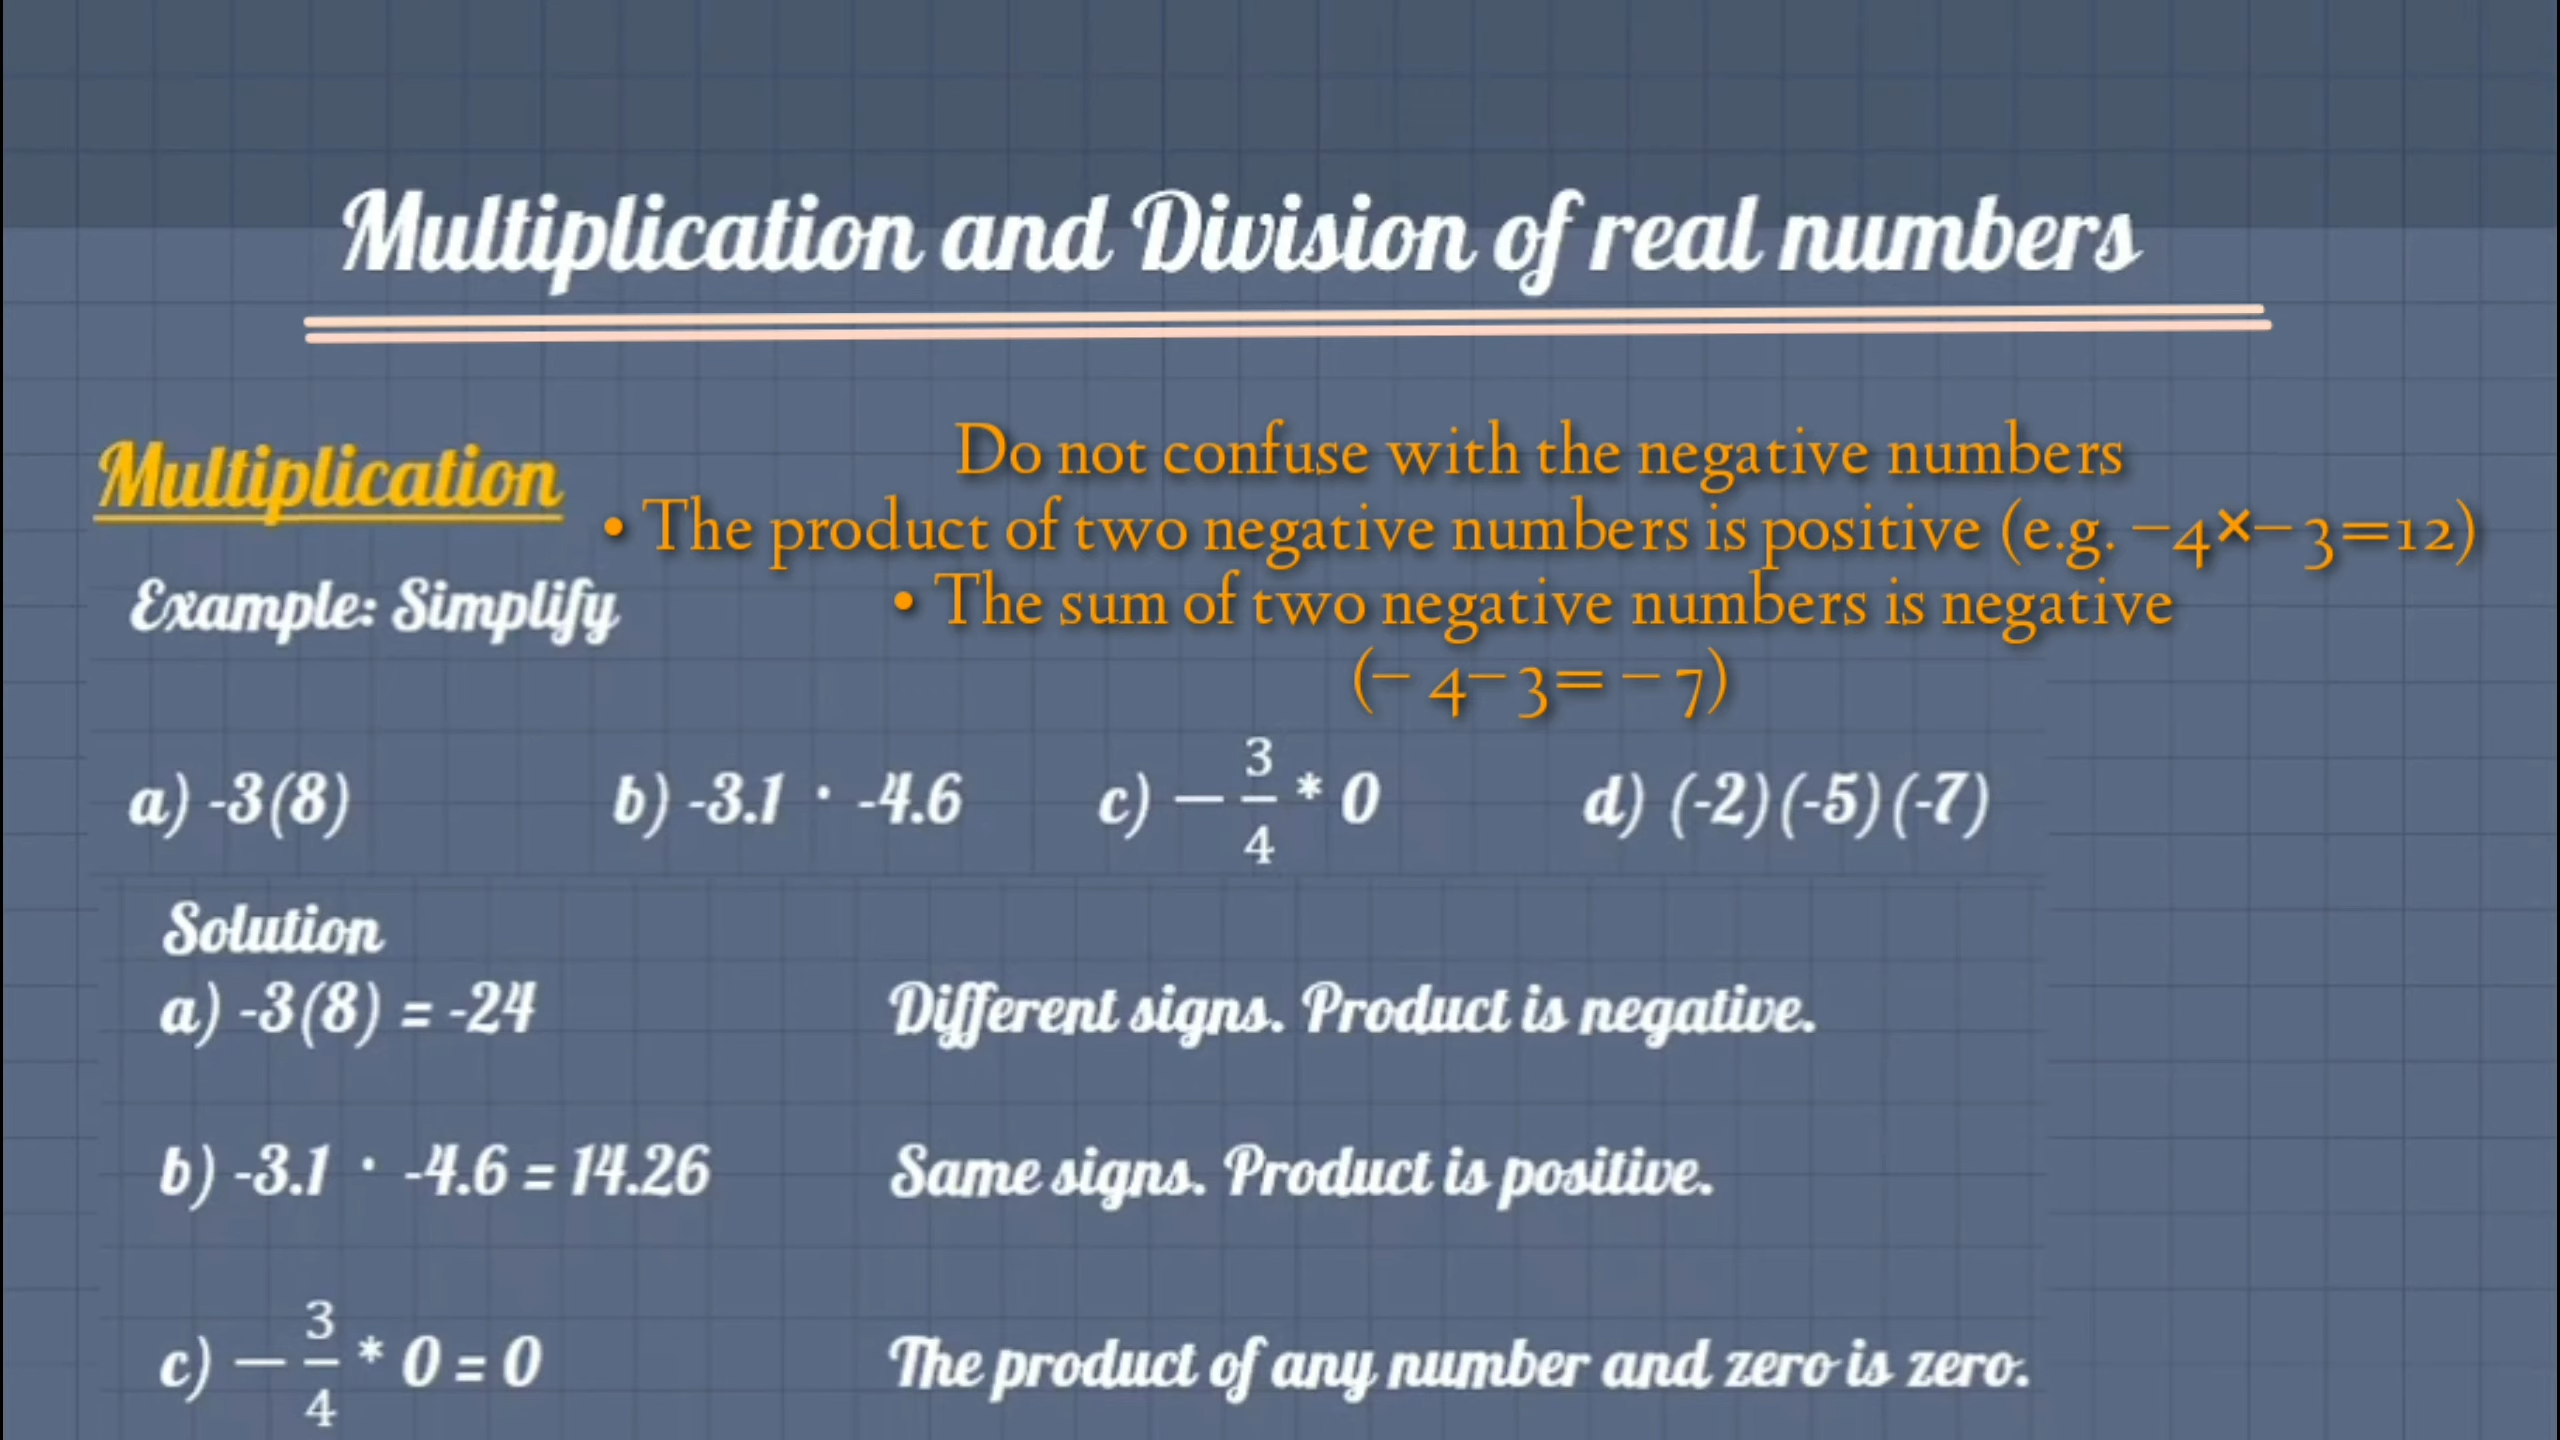 Multiplication and Division of real numbers
Multiplication
Do not confuse with the negative numbers
• The product of two negative numbers is positive (e.g. −4×−3=12)
• The sum of two negative numbers is negative
(− 4−3= − 7)
Example: Simplify
a) -3(8) b) -3.1 · -4.6 c) −3/4 * 0 d) (-2)(-5)(-7)
Solution
a) -3(8) = -24 Different signs. Product is negative.
b) -3.1 · -4.6 = 14.26 Same signs. Product is positive.
c) −3/4 * 0 = 0 The product of any number and zero is zero.